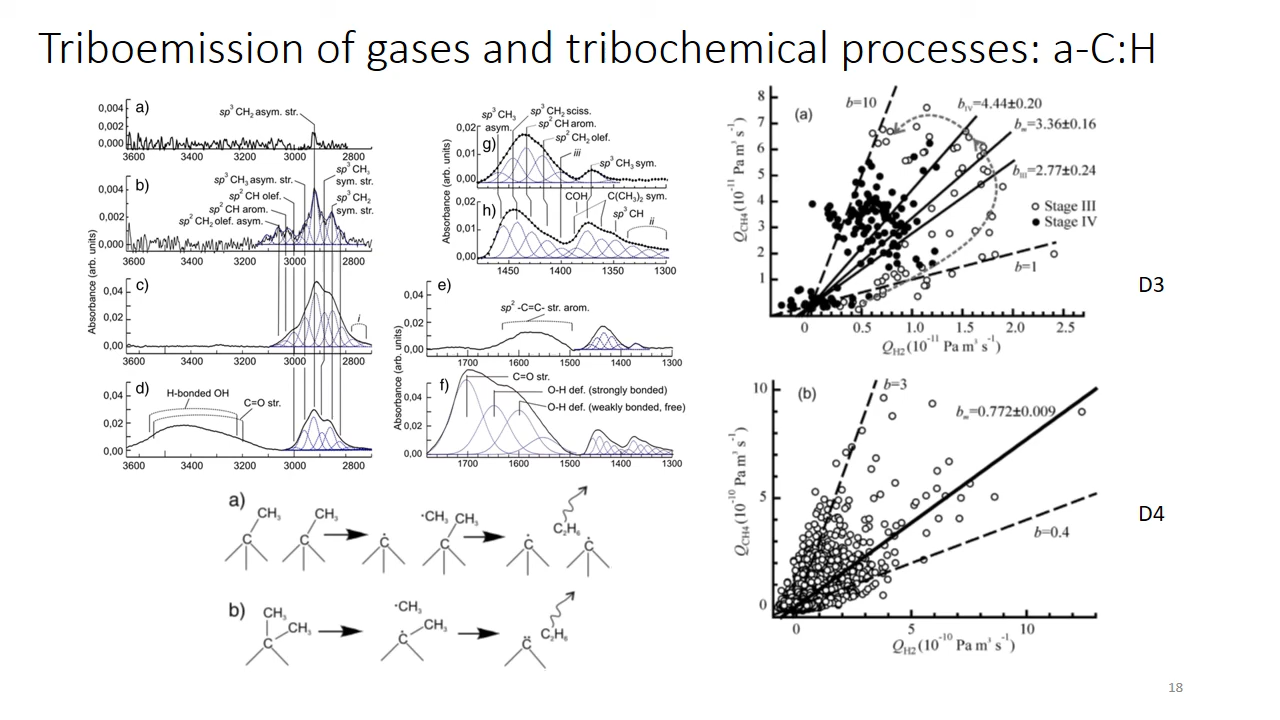 Triboemission of gases and tribochemical processes: a-C:H
a)
sp³ CH₂ asym. str.
0,004
0,002
0,000
3600 3400 3200 3000 2800
b)
sp³ CH₃ asym. str.
sp² CH olef.
sp² CH arom.
sp² CH₂ olef. asym.
sp³ CH₃
sym. str.
sp³ CH₂
sym. str.
0,004
0,002
0,000
3600 3400 3200 3000 2800
Absorbance (arb. units)
c)
i
0,04
0,02
0,00
3600 3400 3200 3000 2800
d)
H-bonded OH
C=O str.
0,04
0,02
0,00
3600 3400 3200 3000 2800
sp³ CH₃
asym.
sp³ CH₂ sciss.
sp² CH arom.
sp² CH₂ olef.
iii
sp³ CH₃ sym.
g)
0,02
0,01
0,00
Absorbance (arb. units)
h)
COH
C(CH₃)₂ sym.
sp³ CH
ii
0,02
0,01
0,00
1450 1400 1350 1300
e)
sp² -C=C- str. arom.
0,04
0,02
0,00
1700 1600 1500 1400 1300
Absorbance (arb. units)
f)
C=O str.
O-H def. (strongly bonded)
O-H def. (weakly bonded, free)
0,04
0,02
0,00
1700 1600 1500 1400 1300
a)
CH₃ CH₃ ·CH₃ CH₃ C₂H₆
C C Ċ C Ċ Ċ
b)
CH₃ ·CH₃
CH₃ CH₃ C₂H₆
C Ċ C̈
(a)
b=10
b_IV=4.44±0.20
b_m=3.36±0.16
b_III=2.77±0.24
Stage III
Stage IV
b=1
8
7
6
5
4
3
2
1
Q_CH4 (10⁻¹¹ Pa m³ s⁻¹)
0 0.5 1.0 1.5 2.0 2.5
Q_H2 (10⁻¹¹ Pa m³ s⁻¹)
D3
(b)
b=3
b_m=0.772±0.009
b=0.4
10
5
0
Q_CH4 (10⁻¹⁰ Pa m³ s⁻¹)
0 5 10
Q_H2 (10⁻¹⁰ Pa m³ s⁻¹)
D4
18